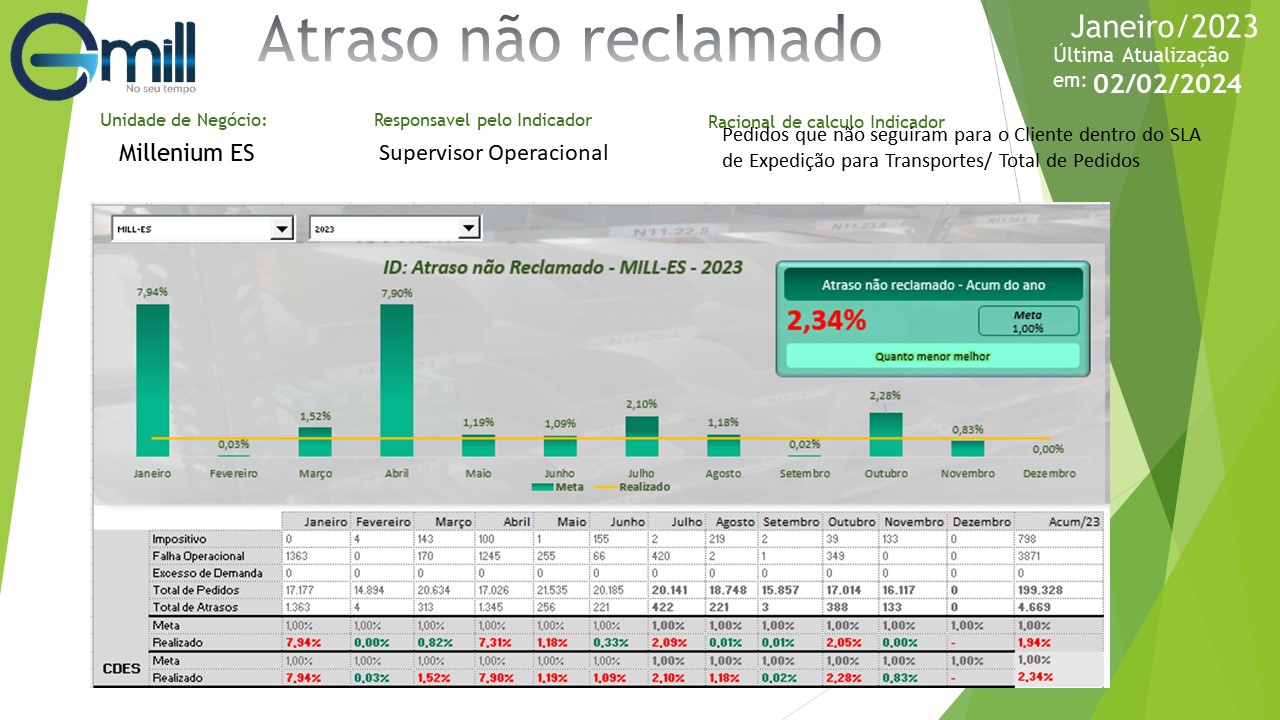 Gmill
No seu tempo
Atraso não reclamado
Janeiro/2023
Última Atualização
em: 02/02/2024
Unidade de Negócio:
Millenium ES
Responsavel pelo Indicador
Supervisor Operacional
Racional de calculo Indicador
Pedidos que não seguiram para o Cliente dentro do SLA
de Expedição para Transportes/ Total de Pedidos
MILL-ES 2023
N11.22.5
ID: Atraso não Reclamado - MILL-ES - 2023
Atraso não reclamado - Acum do ano
2,34%
Meta
1,00%
Quanto menor melhor
7,94% 0,03% 1,52% 7,90% 1,19% 1,09% 2,10% 1,18% 0,02% 2,28% 0,83% 0,00%
Janeiro Fevereiro Março Abril Maio Junho Julho Agosto Setembro Outubro Novembro Dezembro
Meta Realizado
Janeiro Fevereiro Março Abril Maio Junho Julho Agosto Setembro Outubro Novembro Dezembro Acum/23
Impositivo 0 4 143 100 1 155 2 219 2 39 133 0 798
Falha Operacional 1363 0 170 1245 255 66 420 2 1 349 0 0 3871
Excesso de Demanda 0 0 0 0 0 0 0 0 0 0 0 0 0
Total de Pedidos 17.177 14.894 20.634 17.026 21.535 20.185 20.141 18.748 15.857 17.014 16.117 0 199.328
Total de Atrasos 1.363 4 313 1.345 256 221 422 221 3 388 133 0 4.669
Meta 1,00% 1,00% 1,00% 1,00% 1,00% 1,00% 1,00% 1,00% 1,00% 1,00% 1,00% 1,00% 1,00%
Realizado 7,94% 0,00% 0,82% 7,31% 1,18% 0,33% 2,09% 0,01% 0,01% 2,05% 0,00% - 1,94%
CDES
Meta 1,00% 1,00% 1,00% 1,00% 1,00% 1,00% 1,00% 1,00% 1,00% 1,00% 1,00% 1,00% 1,00%
Realizado 7,94% 0,03% 1,52% 7,90% 1,19% 1,09% 2,10% 1,18% 0,02% 2,28% 0,83% - 2,34%